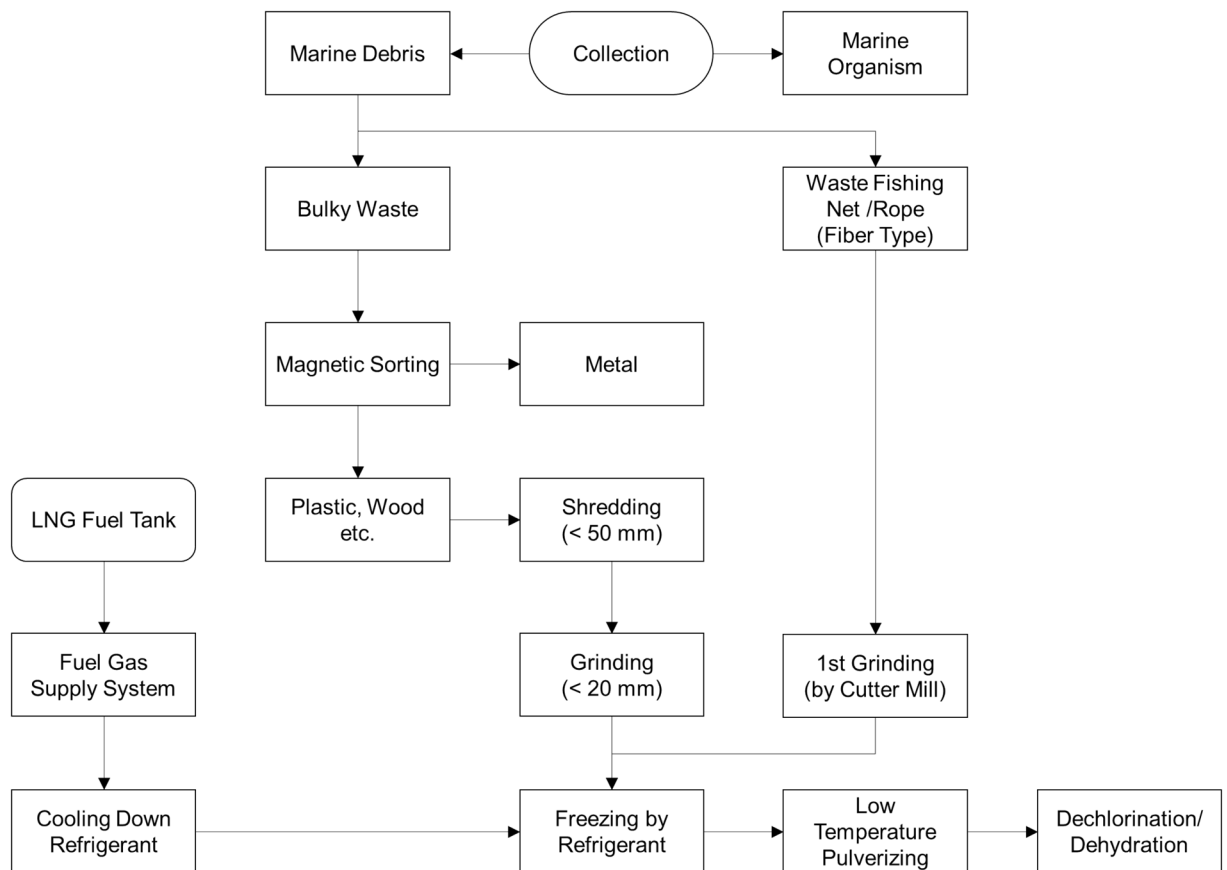 Marine Debris
Collection
Marine
Organism
Bulky Waste
Waste Fishing
Net /Rope
(Fiber Type)
Magnetic Sorting
Metal
LNG Fuel Tank
Plastic, Wood
etc.
Shredding
(< 50 mm)
Fuel Gas
Supply System
Grinding
(< 20 mm)
1st Grinding
(by Cutter Mill)
Cooling Down
Refrigerant
Freezing by
Refrigerant
Low
Temperature
Pulverizing
Dechlorination/
Dehydration